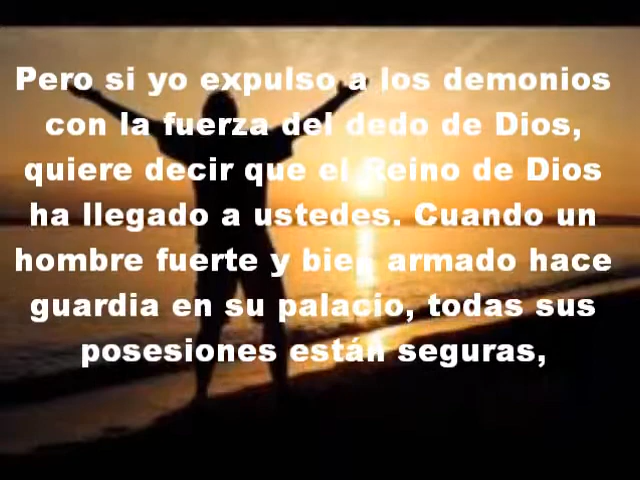 Pero si yo expulso a los demonios
con la fuerza del dedo de Dios,
quiere decir que el Reino de Dios
ha llegado a ustedes. Cuando un
hombre fuerte y bien armado hace
guardia en su palacio, todas sus
posesiones están seguras,